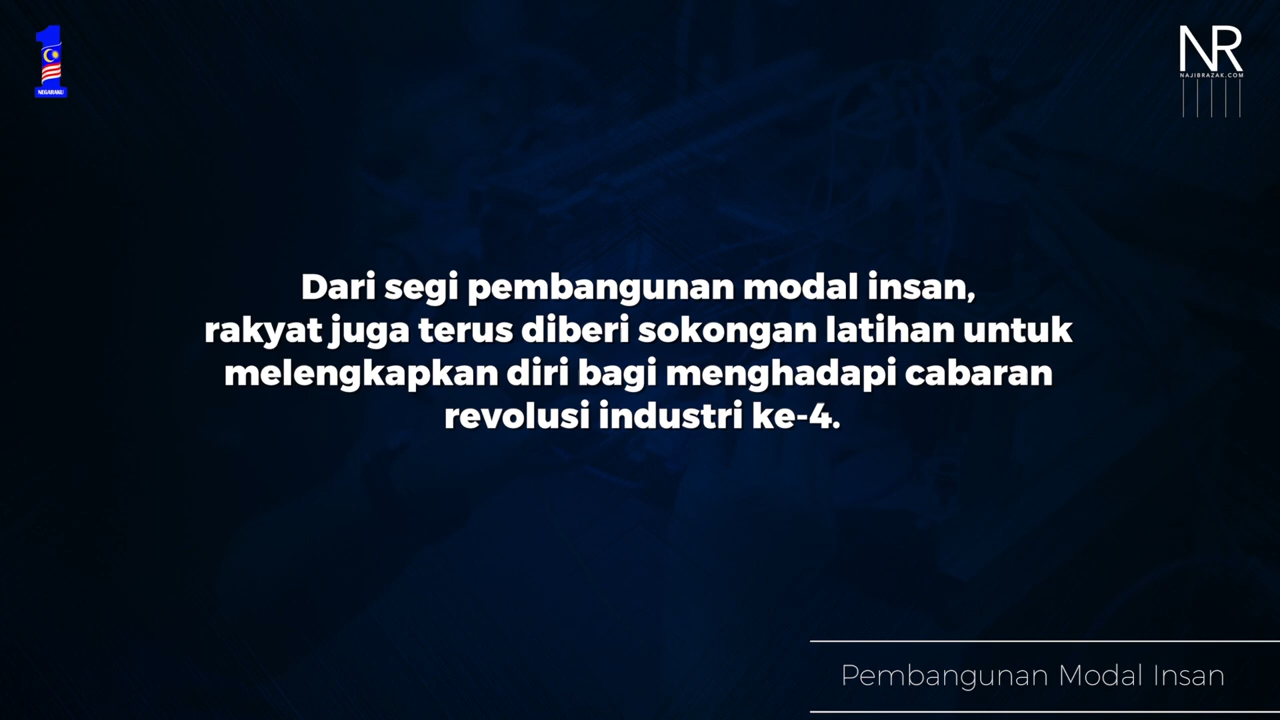 NEGARAKU
NR
NAJIBRAZAK.COM
Dari segi pembangunan modal insan,
rakyat juga terus diberi sokongan latihan untuk
melengkapkan diri bagi menghadapi cabaran
revolusi industri ke-4.
Pembangunan Modal Insan